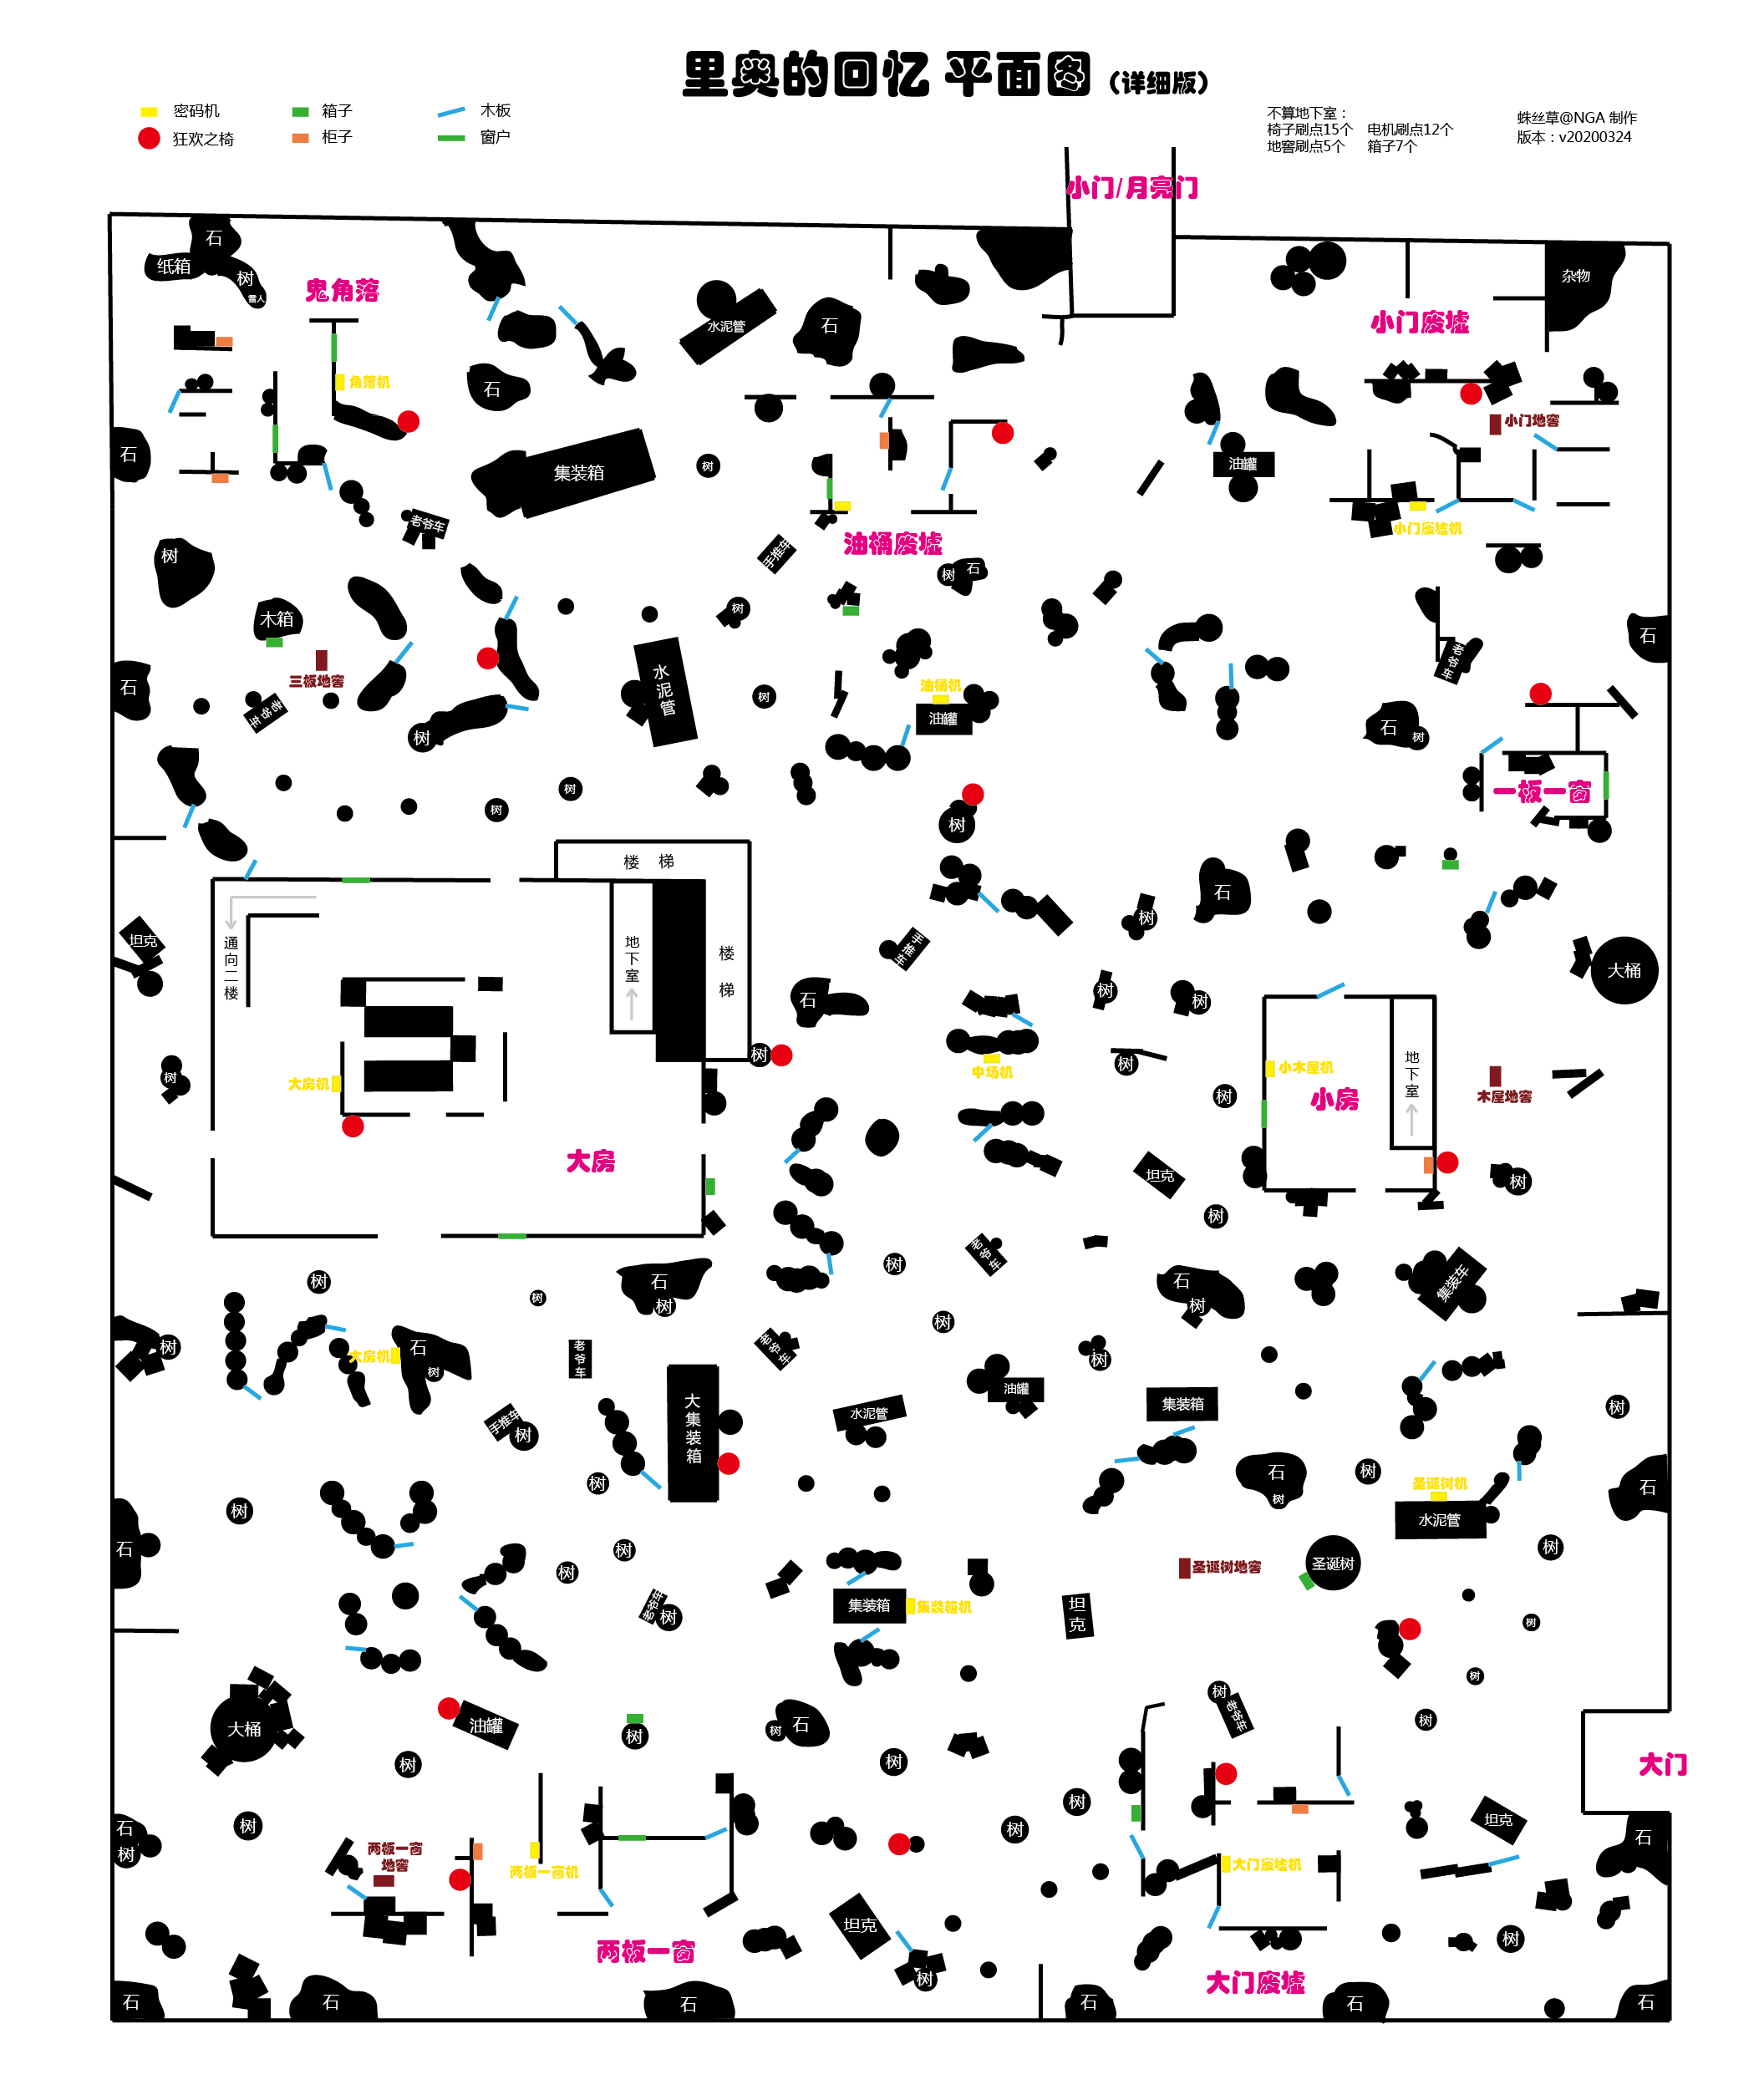 里奥的回忆 平面图（详细版）
密码机
箱子
木板
狂欢之椅
柜子
窗户
不算地下室：
椅子刷点15个 电机刷点12个
地窖刷点5个 箱子7个
蛛丝草@NGA 制作
版本：v20200324
小门/月亮门
石
纸箱
树
雪人
鬼角落
水泥管
石
小门废墟
杂物
角落机
石
小门地窖
石
集装箱
树
油罐
老爷车
小门废墟机
油桶废墟
手推车
树
树
石
木箱
树
石
老爷车
三板地窖
石
水泥管
树
油桶机
油罐
老爷车
树
石
树
一板一窗
树
树
树
楼 梯
石
坦克
通向二楼
地下室
楼梯
手推车
树
大桶
石
树
树
树
树
大房机
中场机
树
小木屋机
地下室
树
小房
木屋地窖
大房
坦克
树
树
老爷车
树
石
树
树
石
树
集装车
树
树
树
大房机
石
树
老爷车
老爷车
树
油罐
大集装箱
水泥管
集装箱
树
手推车
树
树
石
树
树
圣诞树机
石
水泥管
树
石
树
树
树
圣诞树地窖
圣诞树
老爷车
树
集装箱
集装箱机
坦克
树
树
大桶
油罐
树
树
石
树
老爷车
树
树
树
大门
树
石
树
树
树
坦克
石
两板一窗
地窖
两板一窗机
大门废墟机
坦克
树
树
两板一窗
大门废墟
石
石
石
石
石
石